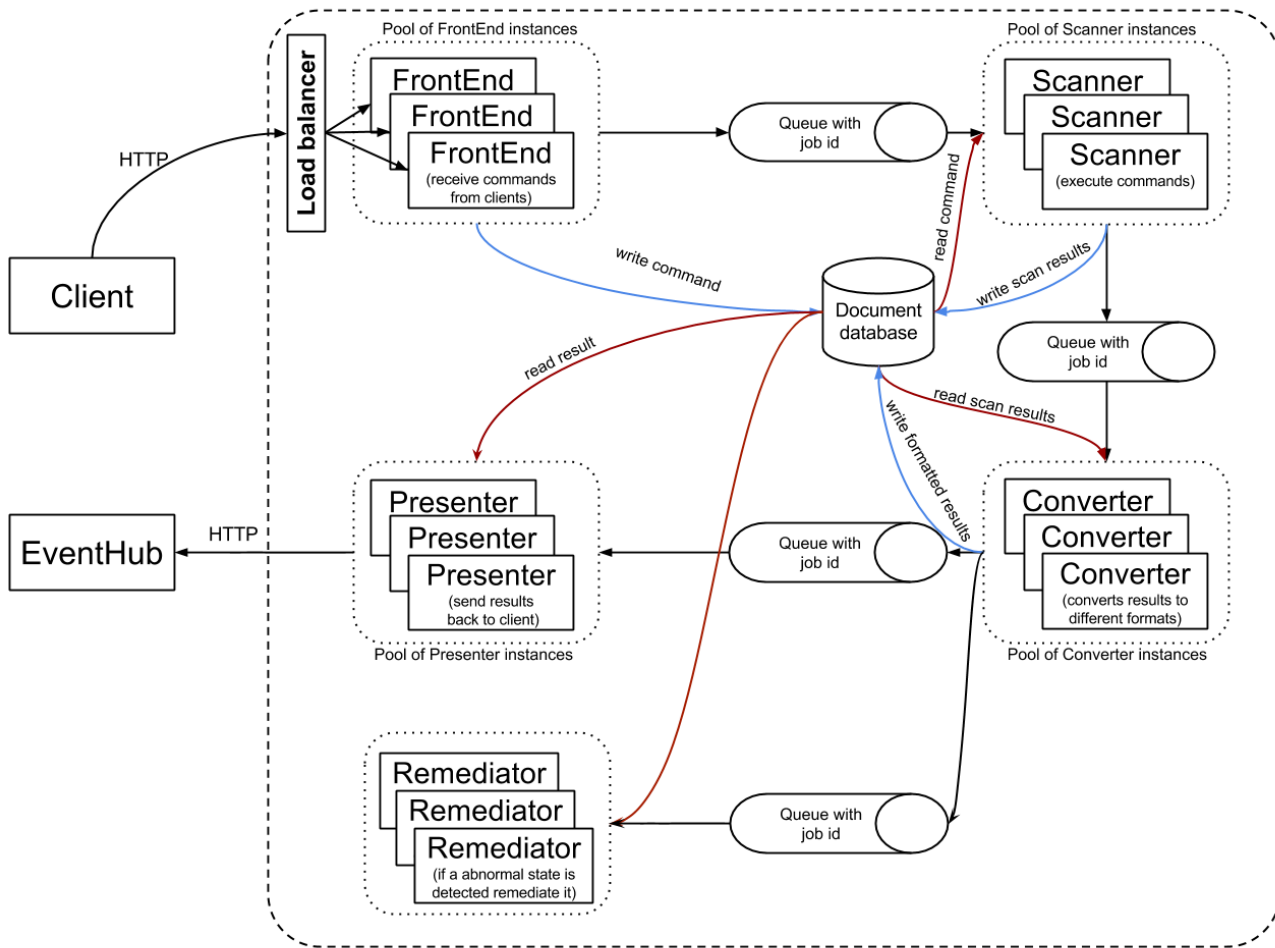 Pool of FrontEnd instances
Pool of Scanner instances
Load balancer
FrontEnd
FrontEnd
FrontEnd
(receive commands
from clients)
Queue with
job id
Scanner
Scanner
Scanner
(execute commands)
HTTP
read command
write command
write scan results
Client
Document
database
Queue with
job id
read result
read scan results
write formatted results
Presenter
Presenter
Presenter
(send results
back to client)
Pool of Presenter instances
Queue with
job id
Converter
Converter
Converter
(converts results to
different formats)
Pool of Converter instances
HTTP
EventHub
Remediator
Remediator
Remediator
(if a abnormal state is
detected remediate it)
Queue with
job id